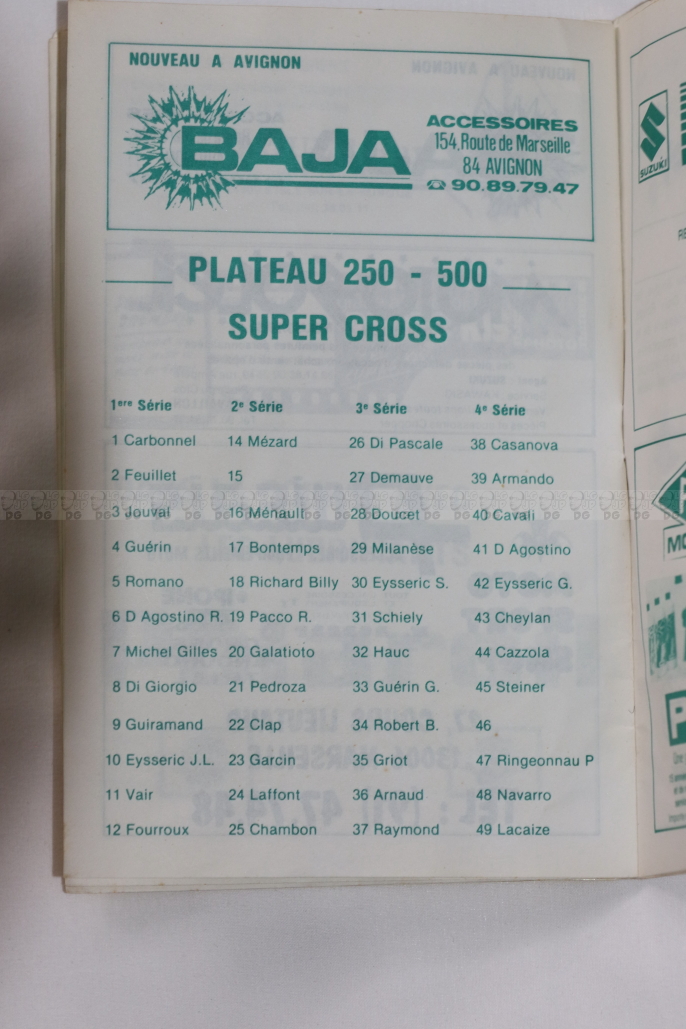 NOUVEAU A AVIGNON
BAJA
ACCESSOIRES
154, Route de Marseille
84 AVIGNON
☎ 90.89.79.47
PLATEAU 250 - 500
SUPER CROSS
1ere Série 2e Série 3e Série 4e Série
1 Carbonnel 14 Mézard 26 Di Pascale 38 Casanova
2 Feuillet 15 27 Demauve 39 Armando
3 Jouval 16 Ménault 28 Doucet 40 Cavali
4 Guérin 17 Bontemps 29 Milanèse 41 D Agostino
5 Romano 18 Richard Billy 30 Eysseric S. 42 Eysseric G.
6 D Agostino R. 19 Pacco R. 31 Schiely 43 Cheylan
7 Michel Gilles 20 Galatioto 32 Hauc 44 Cazzola
8 Di Giorgio 21 Pedroza 33 Guérin G. 45 Steiner
9 Guiramand 22 Clap 34 Robert B. 46
10 Eysseric J.L. 23 Garcin 35 Griot 47 Ringeonnau P
11 Vair 24 Laffont 36 Arnaud 48 Navarro
12 Fourroux 25 Chambon 37 Raymond 49 Lacaize
SUZUKI